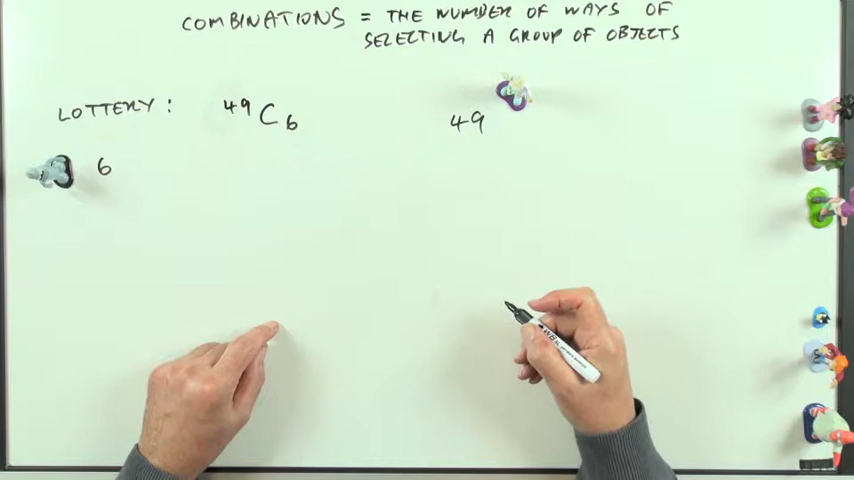 COMBINATIONS = THE NUMBER OF WAYS OF
SELECTING A GROUP OF OBJECTS
LOTTERY: ⁴⁹C₆ 49
6